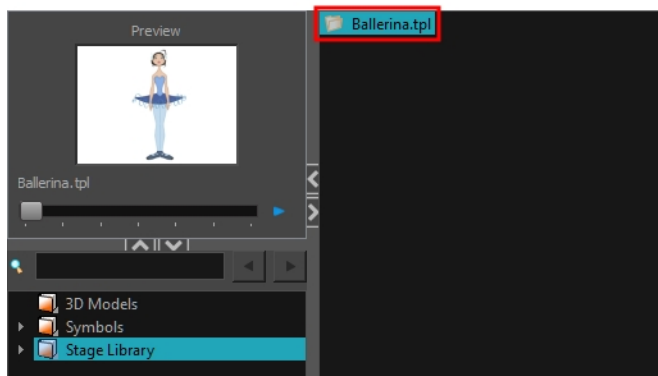 Preview
Ballerina.tpl
Ballerina.tpl
3D Models
Symbols
Stage Library